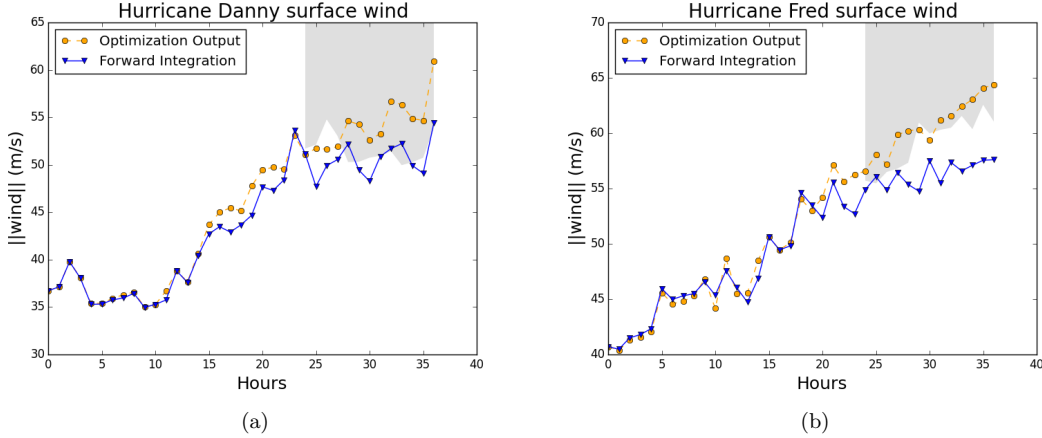 Hurricane Danny surface wind
Optimization Output
Forward Integration
||wind|| (m/s)
65
60
55
50
45
40
35
30
0 5 10 15 20 25 30 35 40
Hours
(a)
Hurricane Fred surface wind
Optimization Output
Forward Integration
||wind|| (m/s)
70
65
60
55
50
45
40
0 5 10 15 20 25 30 35 40
Hours
(b)